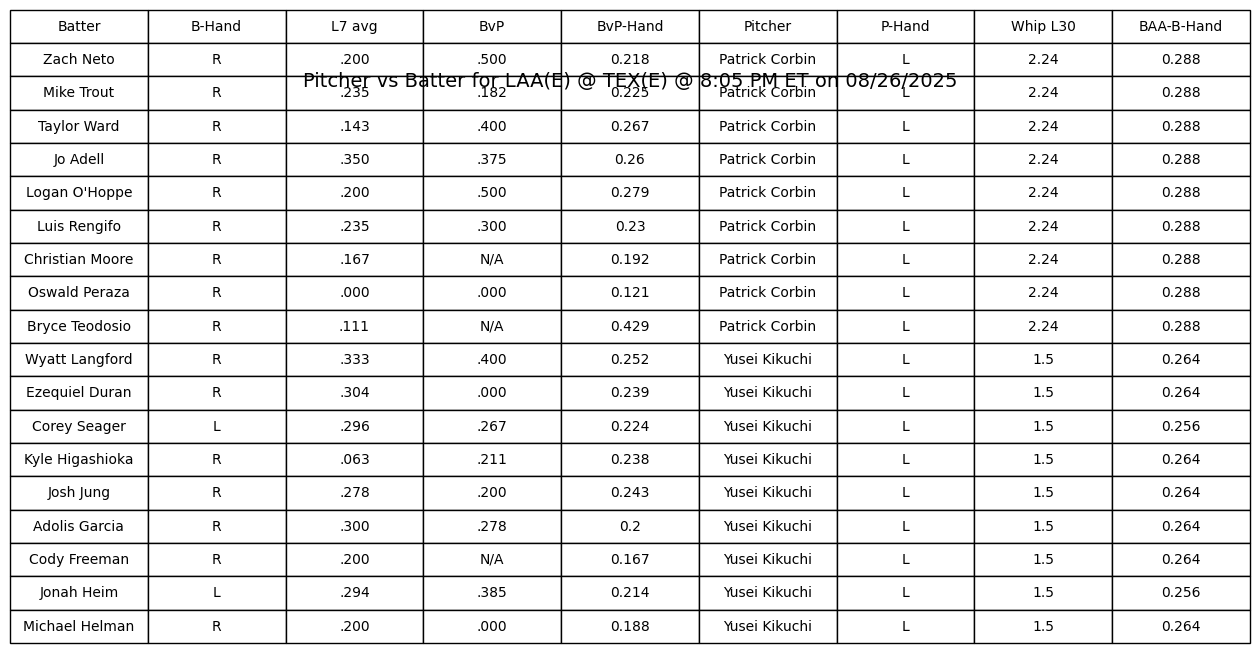 Batter B-Hand L7 avg BvP BvP-Hand Pitcher P-Hand Whip L30 BAA-B-Hand
Zach Neto R .200 .500 0.218 Patrick Corbin L 2.24 0.288
Pitcher vs Batter for LAA(E) @ TEX(E) @ 8:05 PM ET on 08/26/2025
Mike Trout R .235 .182 0.225 Patrick Corbin L 2.24 0.288
Taylor Ward R .143 .400 0.267 Patrick Corbin L 2.24 0.288
Jo Adell R .350 .375 0.26 Patrick Corbin L 2.24 0.288
Logan O'Hoppe R .200 .500 0.279 Patrick Corbin L 2.24 0.288
Luis Rengifo R .235 .300 0.23 Patrick Corbin L 2.24 0.288
Christian Moore R .167 N/A 0.192 Patrick Corbin L 2.24 0.288
Oswald Peraza R .000 .000 0.121 Patrick Corbin L 2.24 0.288
Bryce Teodosio R .111 N/A 0.429 Patrick Corbin L 2.24 0.288
Wyatt Langford R .333 .400 0.252 Yusei Kikuchi L 1.5 0.264
Ezequiel Duran R .304 .000 0.239 Yusei Kikuchi L 1.5 0.264
Corey Seager L .296 .267 0.224 Yusei Kikuchi L 1.5 0.256
Kyle Higashioka R .063 .211 0.238 Yusei Kikuchi L 1.5 0.264
Josh Jung R .278 .200 0.243 Yusei Kikuchi L 1.5 0.264
Adolis Garcia R .300 .278 0.2 Yusei Kikuchi L 1.5 0.264
Cody Freeman R .200 N/A 0.167 Yusei Kikuchi L 1.5 0.264
Jonah Heim L .294 .385 0.214 Yusei Kikuchi L 1.5 0.256
Michael Helman R .200 .000 0.188 Yusei Kikuchi L 1.5 0.264